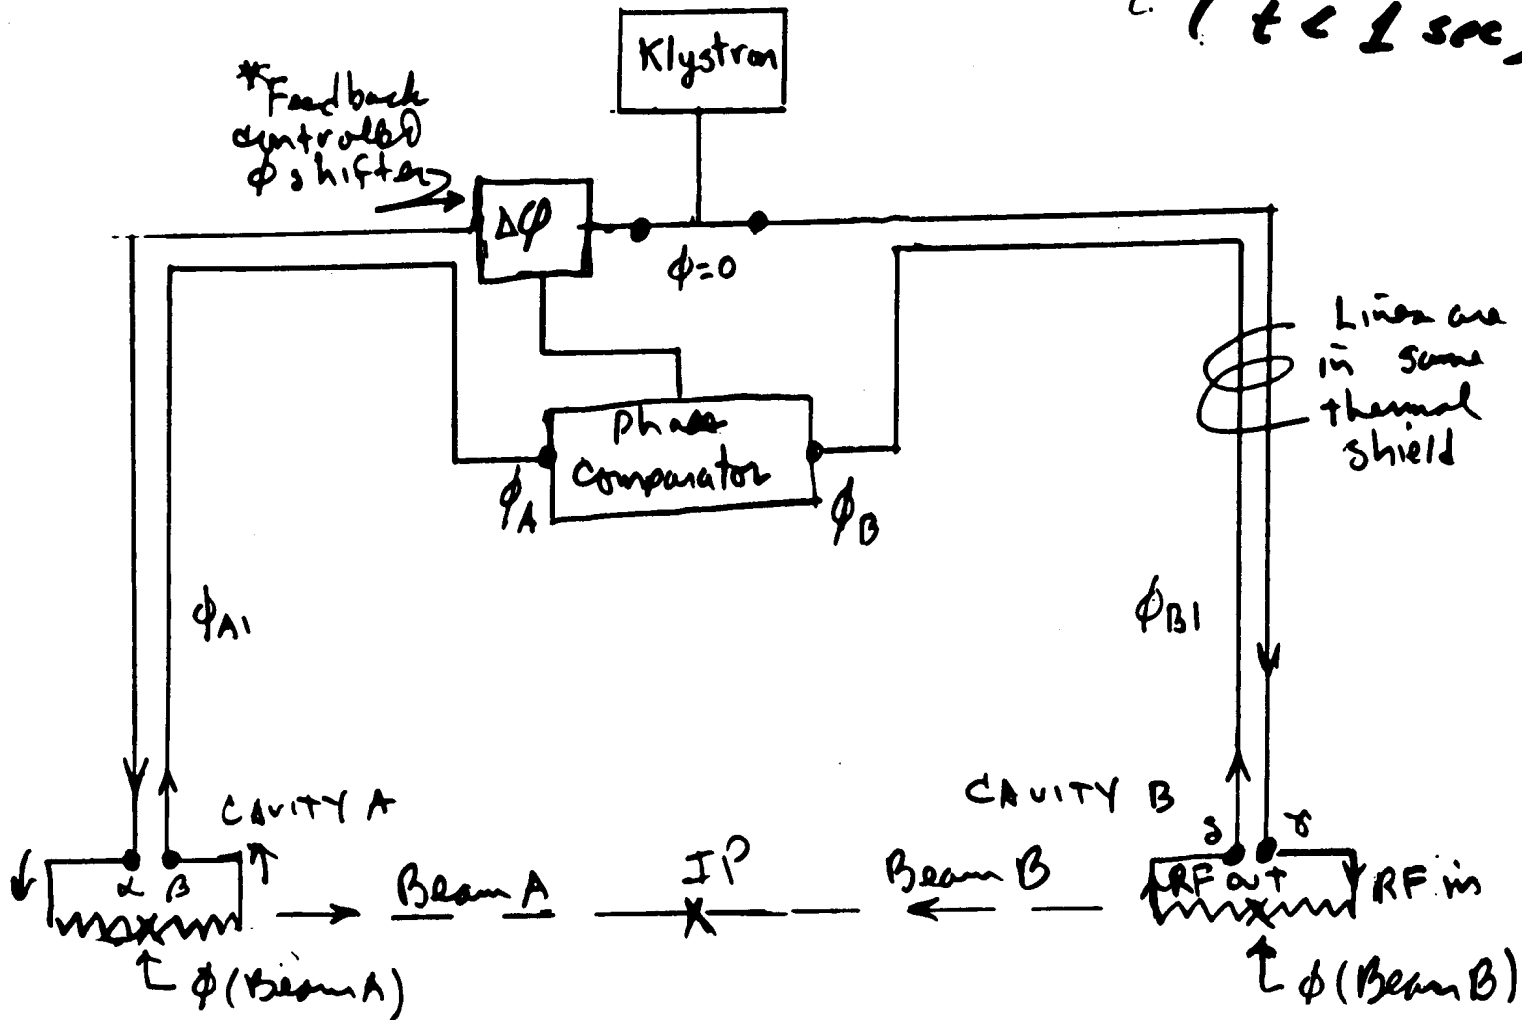 t < 1 sec,
Klystron
*Feedback
controlled
ϕ shifter
Δφ
ϕ=0
Lines are
in same
thermal
shield
Phase
Comparator
ϕA
ϕB
ϕA1
ϕB1
CAVITY A
CAVITY B
α β
δ γ
Beam A
IP
Beam B
RF out
RF in
ϕ(Beam A)
ϕ(Beam B)